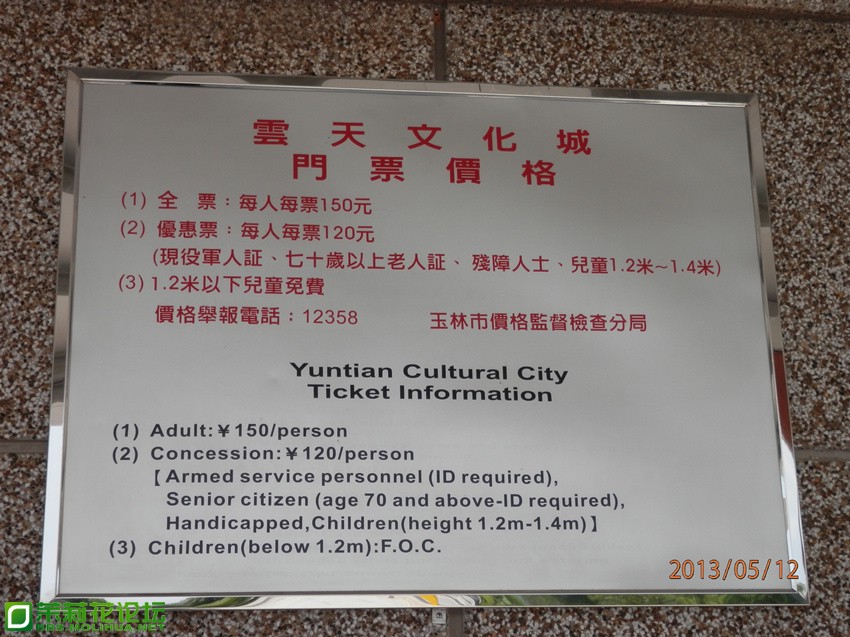 雲天文化城
門票價格
(1) 全 票：每人每票150元
(2) 優惠票：每人每票120元
(現役軍人証、七十歲以上老人証、殘障人士、兒童1.2米~1.4米)
(3) 1.2米以下兒童免費
價格舉報電話：12358 玉林市價格監督檢查分局
Yuntian Cultural City
Ticket Information
(1) Adult:￥150/person
(2) Concession:￥120/person
【Armed service personnel (ID required),
Senior citizen (age 70 and above-ID required),
Handicapped,Children(height 1.2m-1.4m)】
(3) Children(below 1.2m):F.O.C.
2013/05/12
茉莉花论坛